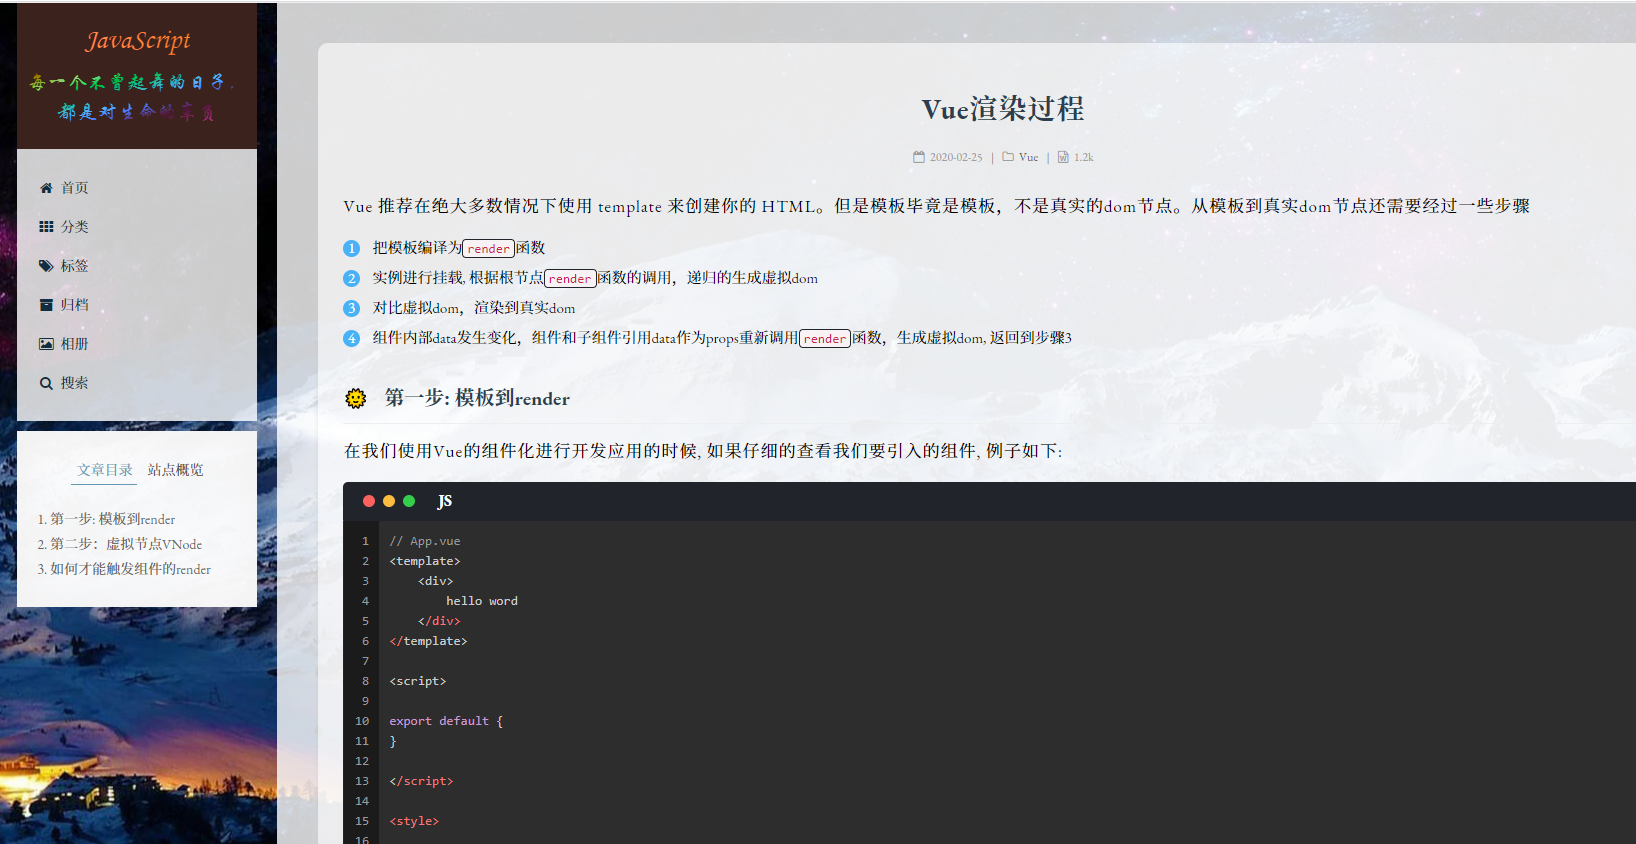 JavaScript
每一个不曾起舞的日子，
都是对生命的辜负
首页
分类
标签
归档
相册
搜索
文章目录 站点概览
1. 第一步: 模板到render
2. 第二步：虚拟节点VNode
3. 如何才能触发组件的render
Vue渲染过程
2020-02-25 | Vue | 1.2k
Vue 推荐在绝大多数情况下使用 template 来创建你的 HTML。但是模板毕竟是模板，不是真实的dom节点。从模板到真实dom节点还需要经过一些步骤
1 把模板编译为render函数
2 实例进行挂载, 根据根节点render函数的调用，递归的生成虚拟dom
3 对比虚拟dom，渲染到真实dom
4 组件内部data发生变化，组件和子组件引用data作为props重新调用render函数，生成虚拟dom, 返回到步骤3
第一步: 模板到render
在我们使用Vue的组件化进行开发应用的时候, 如果仔细的查看我们要引入的组件, 例子如下:
JS
1 // App.vue
2 <template>
3 <div>
4 hello word
5 </div>
6 </template>
7
8 <script>
9
10 export default {
11 }
12
13 </script>
14
15 <style>
16